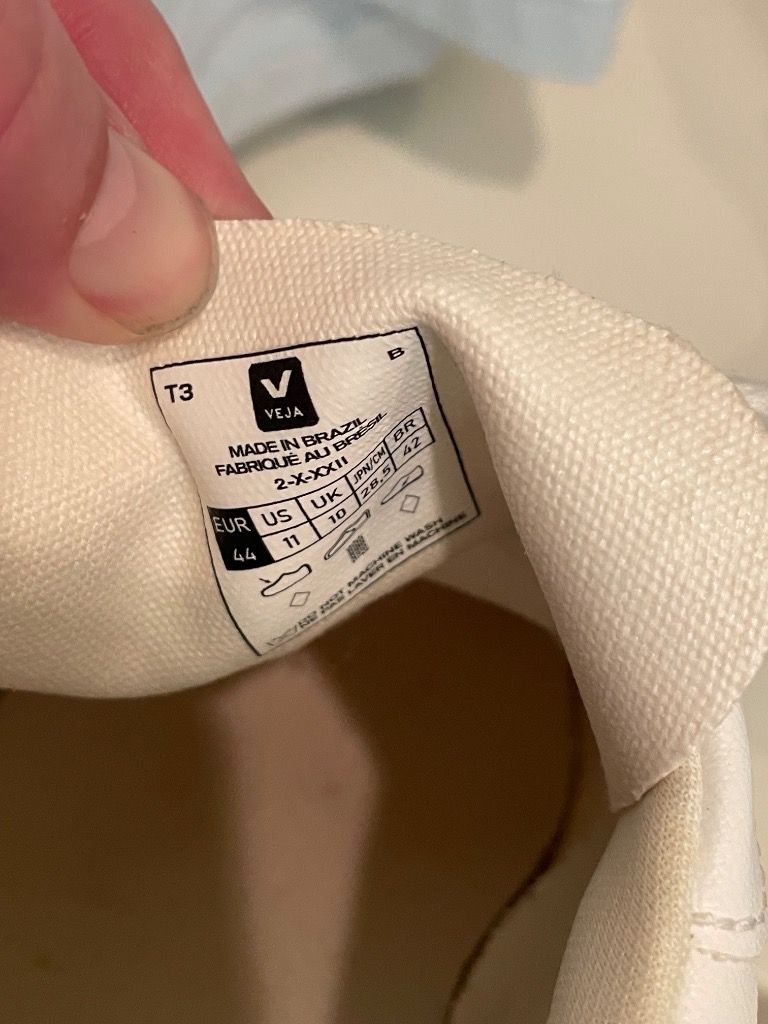 T3
B
V
VEJA
MADE IN BRAZIL
FABRIQUÉ AU BRÉSIL
2-X-XXII
EUR US UK JPN/CM BR
44 11 10 28.5 42
DO NOT MACHINE WASH
NE PAS LAVER EN MACHINE